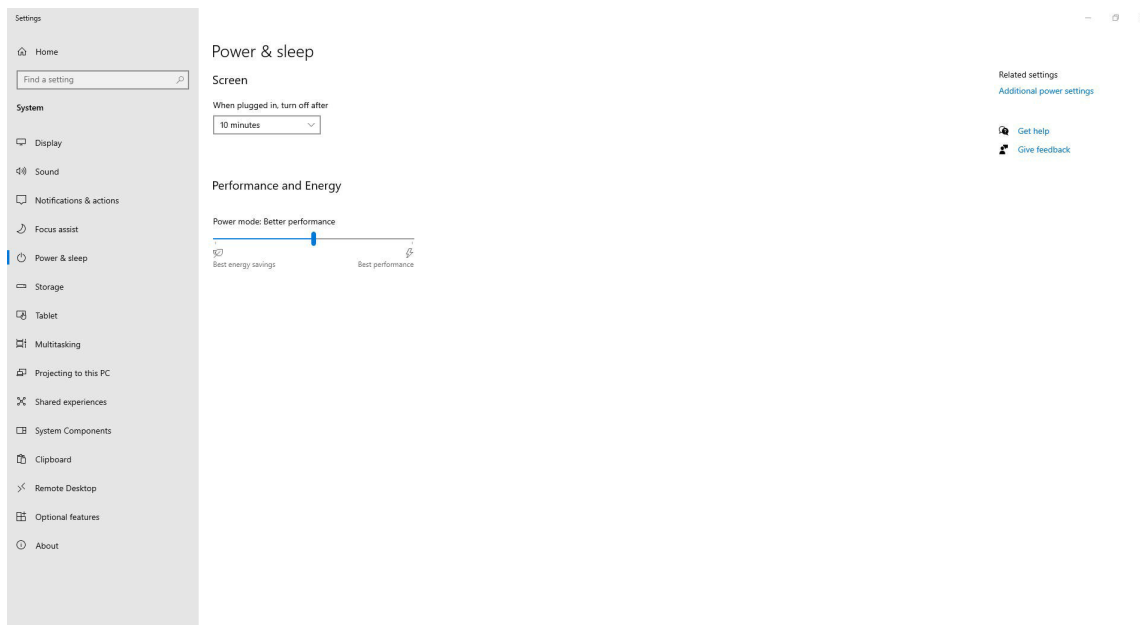 Settings
Home
Find a setting
System
Display
Sound
Notifications & actions
Focus assist
Power & sleep
Storage
Tablet
Multitasking
Projecting to this PC
Shared experiences
System Components
Clipboard
Remote Desktop
Optional features
About
Power & sleep
Screen
When plugged in, turn off after
10 minutes
Performance and Energy
Power mode: Better performance
Best energy savings Best performance
Related settings
Additional power settings
Get help
Give feedback